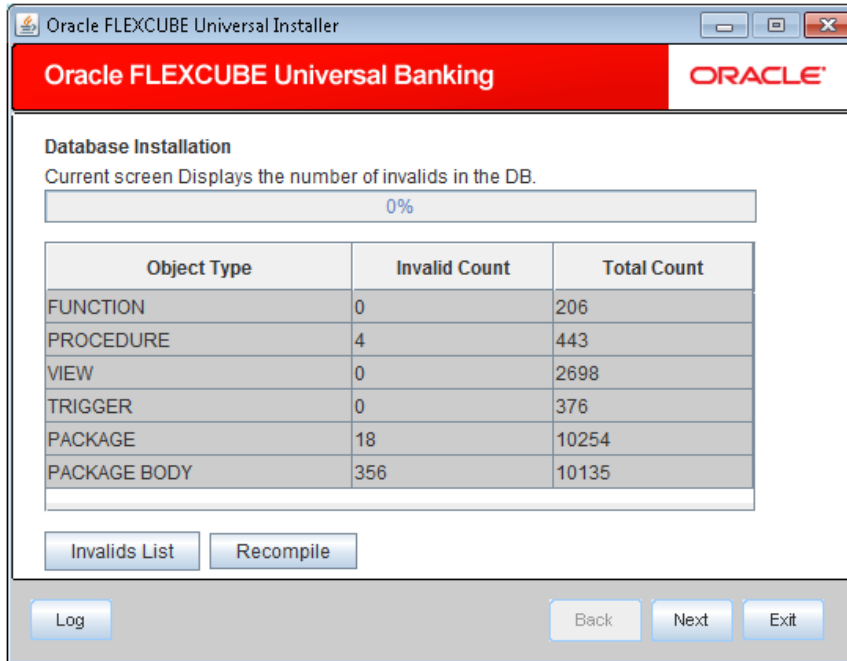 Oracle FLEXCUBE Universal Installer
Oracle FLEXCUBE Universal Banking
ORACLE
Database Installation
Current screen Displays the number of invalids in the DB.
0%
Object Type Invalid Count Total Count
FUNCTION 0 206
PROCEDURE 4 443
VIEW 0 2698
TRIGGER 0 376
PACKAGE 18 10254
PACKAGE BODY 356 10135
Invalids List Recompile
Log Back Next Exit